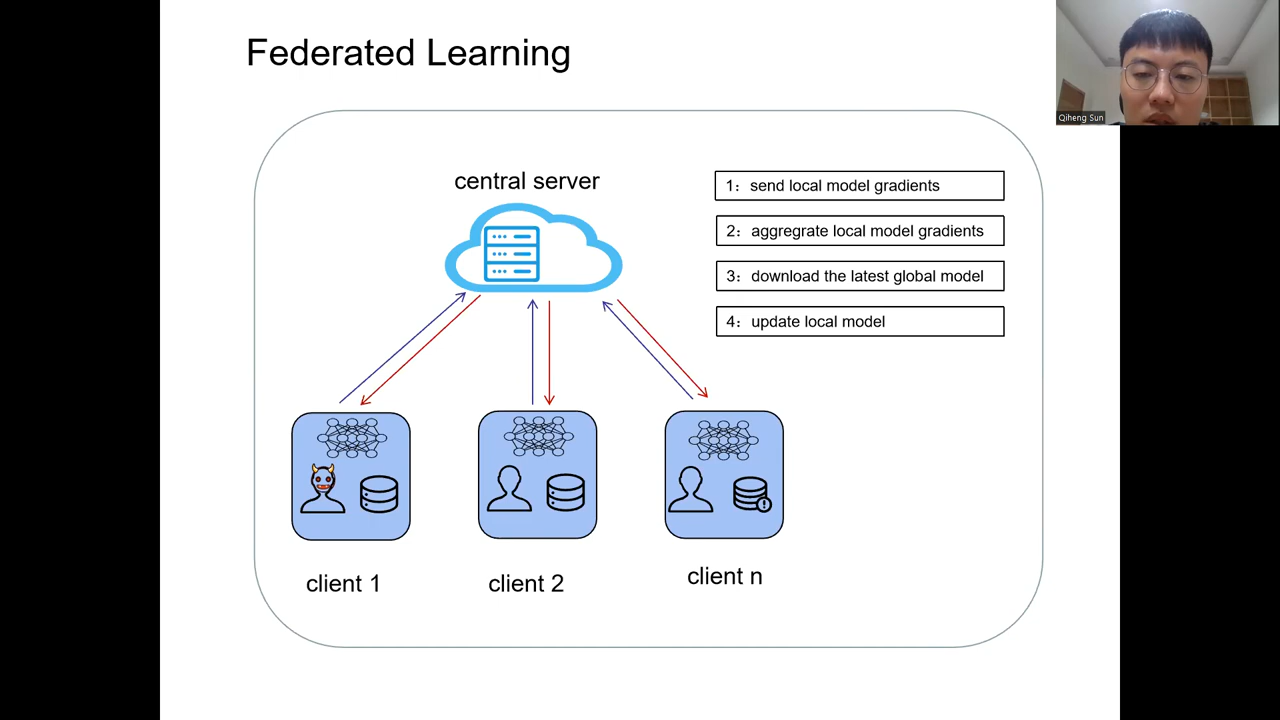 Federated Learning
Qiheng Sun
central server
1: send local model gradients
2: aggregrate local model gradients
3: download the latest global model
4: update local model
client 1
client 2
client n